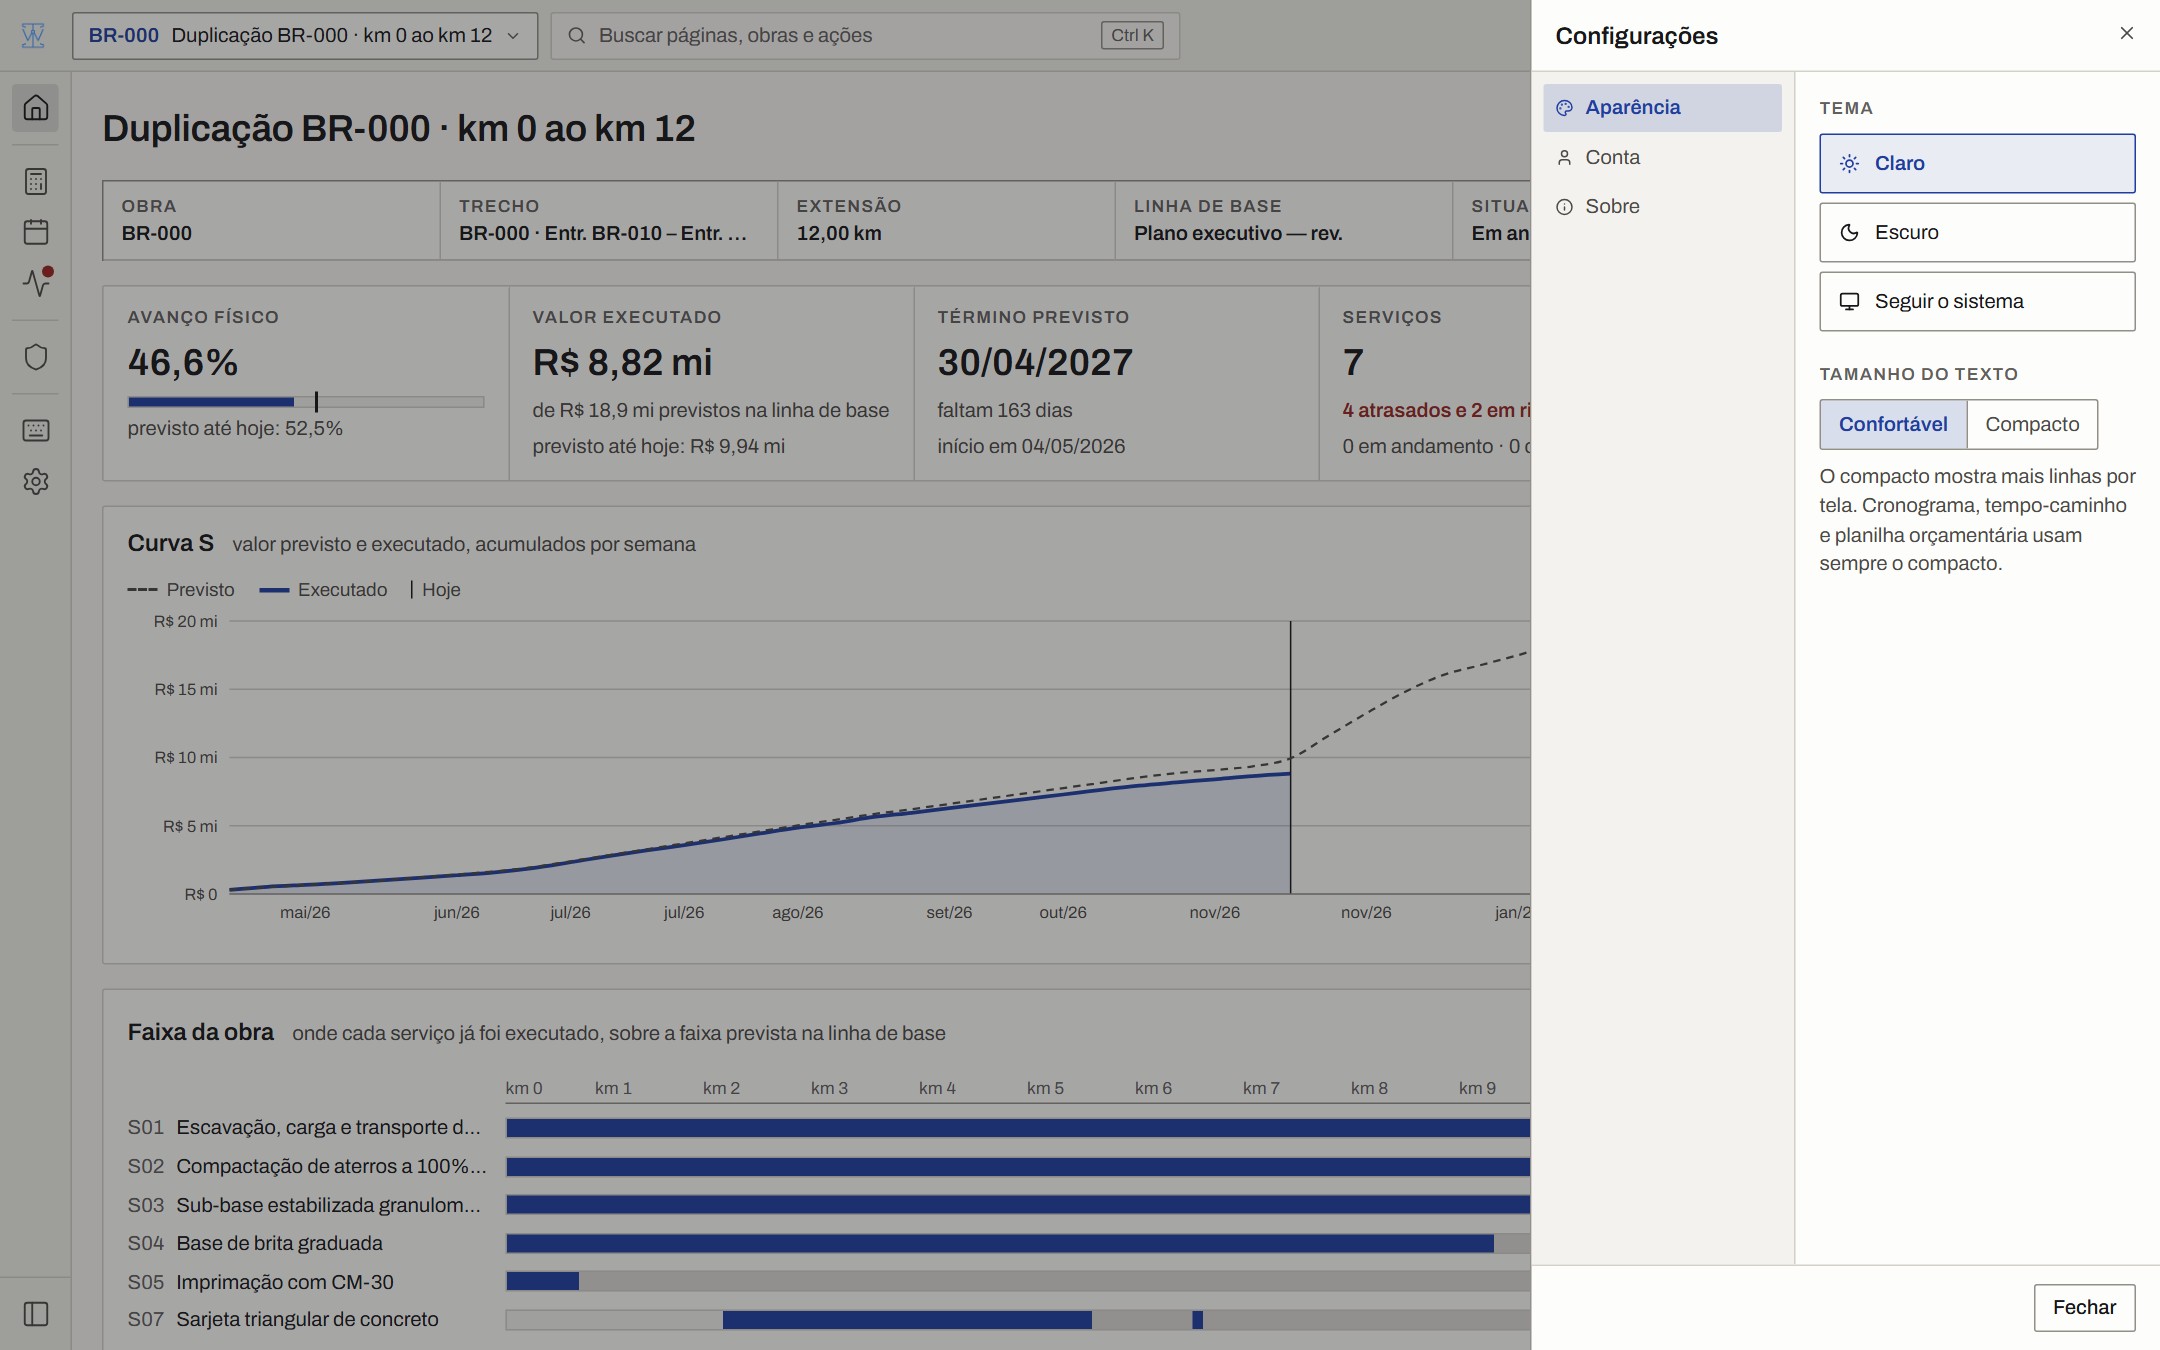 BR-000 Duplicação BR-000 · km 0 ao km 12
Buscar páginas, obras e ações
Ctrl K
Configurações
Aparência
Conta
Sobre
TEMA
Claro
Escuro
Seguir o sistema
TAMANHO DO TEXTO
Confortável
Compacto
O compacto mostra mais linhas por
tela. Cronograma, tempo-caminho
e planilha orçamentária usam
sempre o compacto.
Fechar
Duplicação BR-000 · km 0 ao km 12
OBRA
BR-000
TRECHO
BR-000 · Entr. BR-010 – Entr. ...
EXTENSÃO
12,00 km
LINHA DE BASE
Plano executivo — rev.
SITUA
Em an
AVANÇO FÍSICO
46,6%
previsto até hoje: 52,5%
VALOR EXECUTADO
R$ 8,82 mi
de R$ 18,9 mi previstos na linha de base
previsto até hoje: R$ 9,94 mi
TÉRMINO PREVISTO
30/04/2027
faltam 163 dias
início em 04/05/2026
SERVIÇOS
7
4 atrasados e 2 em ri
0 em andamento · 0
Curva S valor previsto e executado, acumulados por semana
Previsto
Executado
Hoje
R$ 20 mi
R$ 15 mi
R$ 10 mi
R$ 5 mi
R$ 0
mai/26 jun/26 jul/26 jul/26 ago/26 set/26 out/26 nov/26 nov/26 jan/2
Faixa da obra onde cada serviço já foi executado, sobre a faixa prevista na linha de base
km 0 km 1 km 2 km 3 km 4 km 5 km 6 km 7 km 8 km 9
S01 Escavação, carga e transporte d...
S02 Compactação de aterros a 100%...
S03 Sub-base estabilizada granulom...
S04 Base de brita graduada
S05 Imprimação com CM-30
S07 Sarjeta triangular de concreto